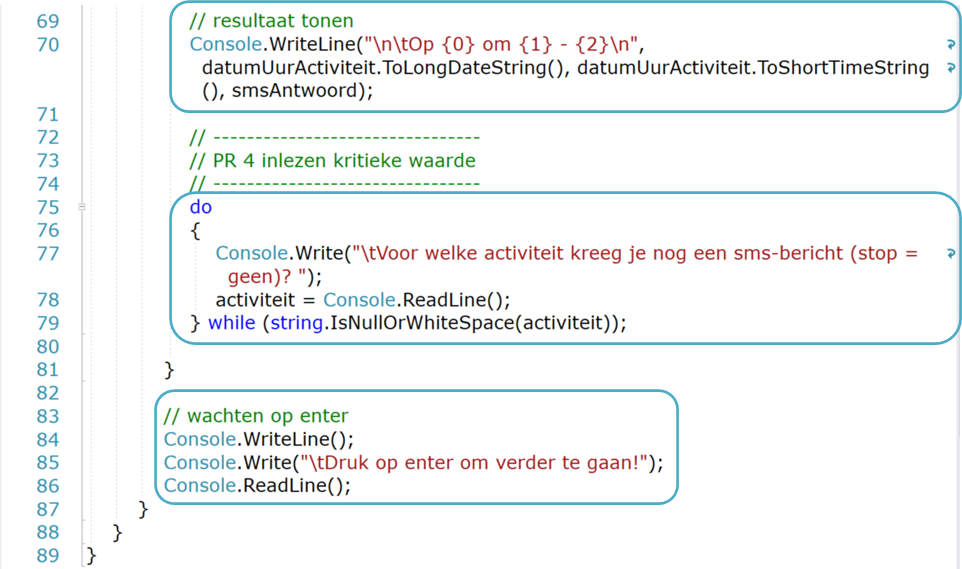 69 // resultaat tonen
70 Console.WriteLine("\n\tOp {0} om {1} - {2}\n",
datumUurActiviteit.ToLongDateString(), datumUurActiviteit.ToShortTimeString
(), smsAntwoord);
71
72 // --------------------------------
73 // PR 4 inlezen kritieke waarde
74 // --------------------------------
75 do
76 {
77 Console.Write("\tVoor welke activiteit kreeg je nog een sms-bericht (stop =
geen)? ");
78 activiteit = Console.ReadLine();
79 } while (string.IsNullOrWhiteSpace(activiteit));
80
81 }
82
83 // wachten op enter
84 Console.WriteLine();
85 Console.Write("\tDruk op enter om verder te gaan!");
86 Console.ReadLine();
87 }
88 }
89 }